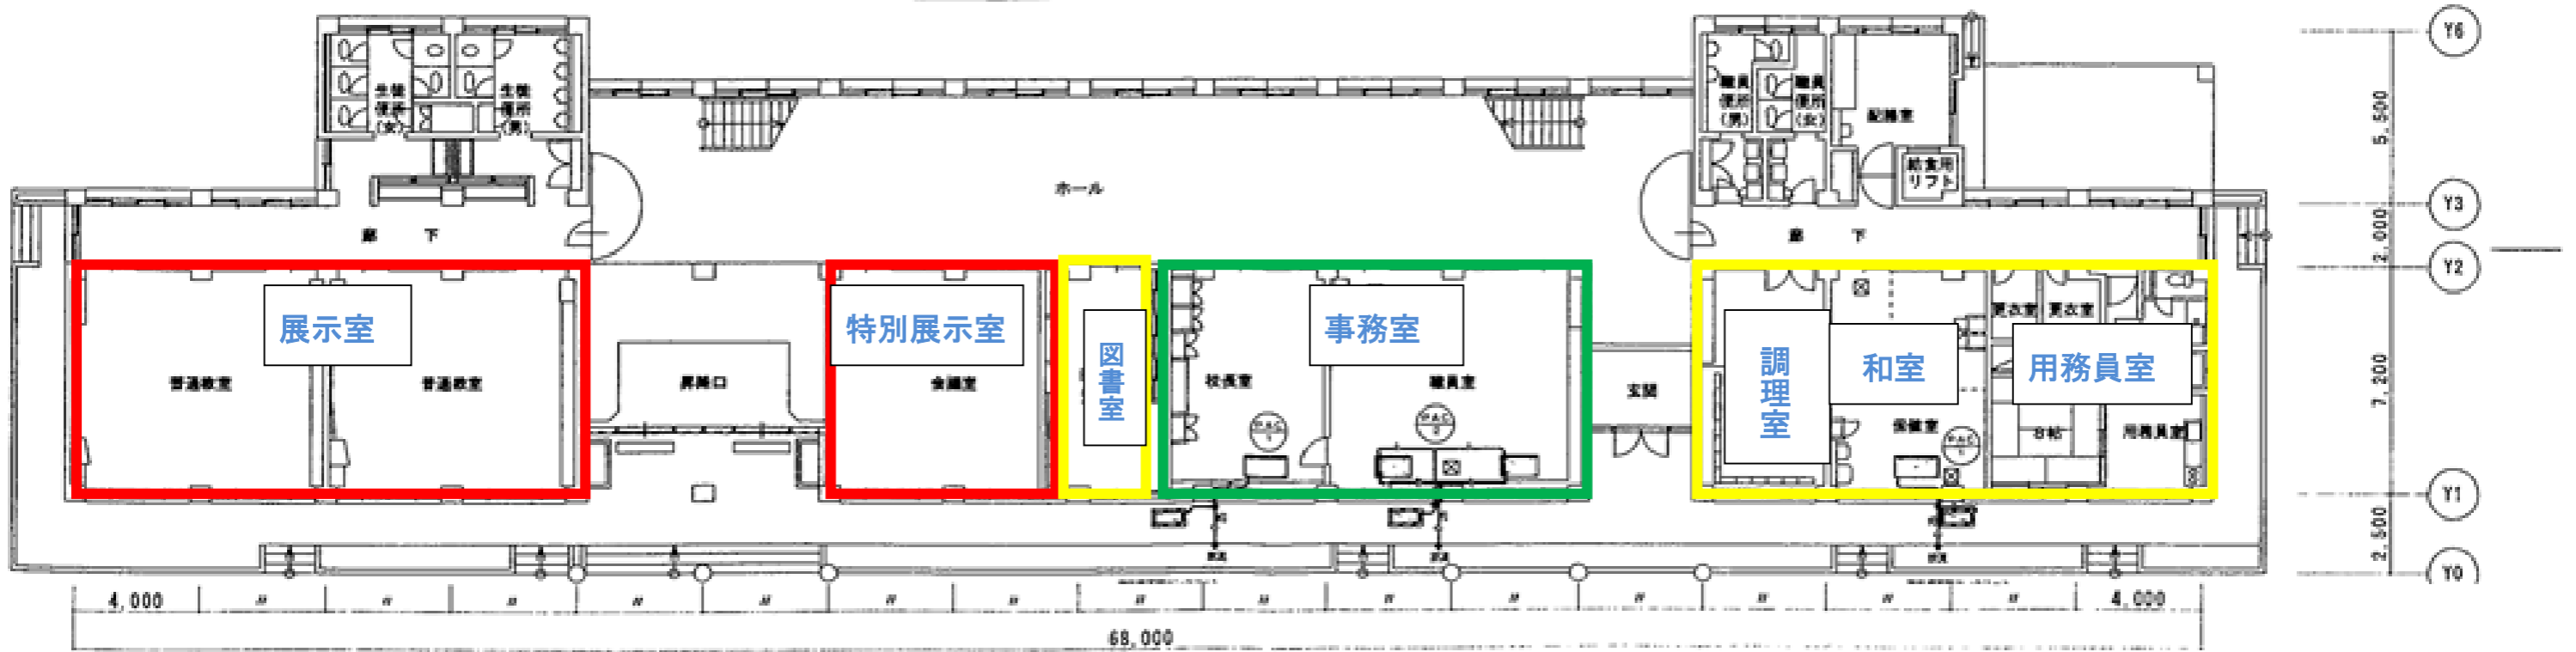 生徒
便所
(女)
生徒
便所
(男)
職員
便所
(男)
職員
便所
(女)
配膳室
給食用
リフト
ホール
廊 下
廊 下
展示室
普通教室
普通教室
昇降口
特別展示室
会議室
図書室
事務室
校長室
職員室
PAC
PAC
玄関
調理室
和室
保健室
PAC
更衣室
更衣室
用務員室
8帖
用務員室
Y6
Y3
Y2
Y1
Y0
5,500
2,000
7,200
2,500
4,000
4,000
68,000